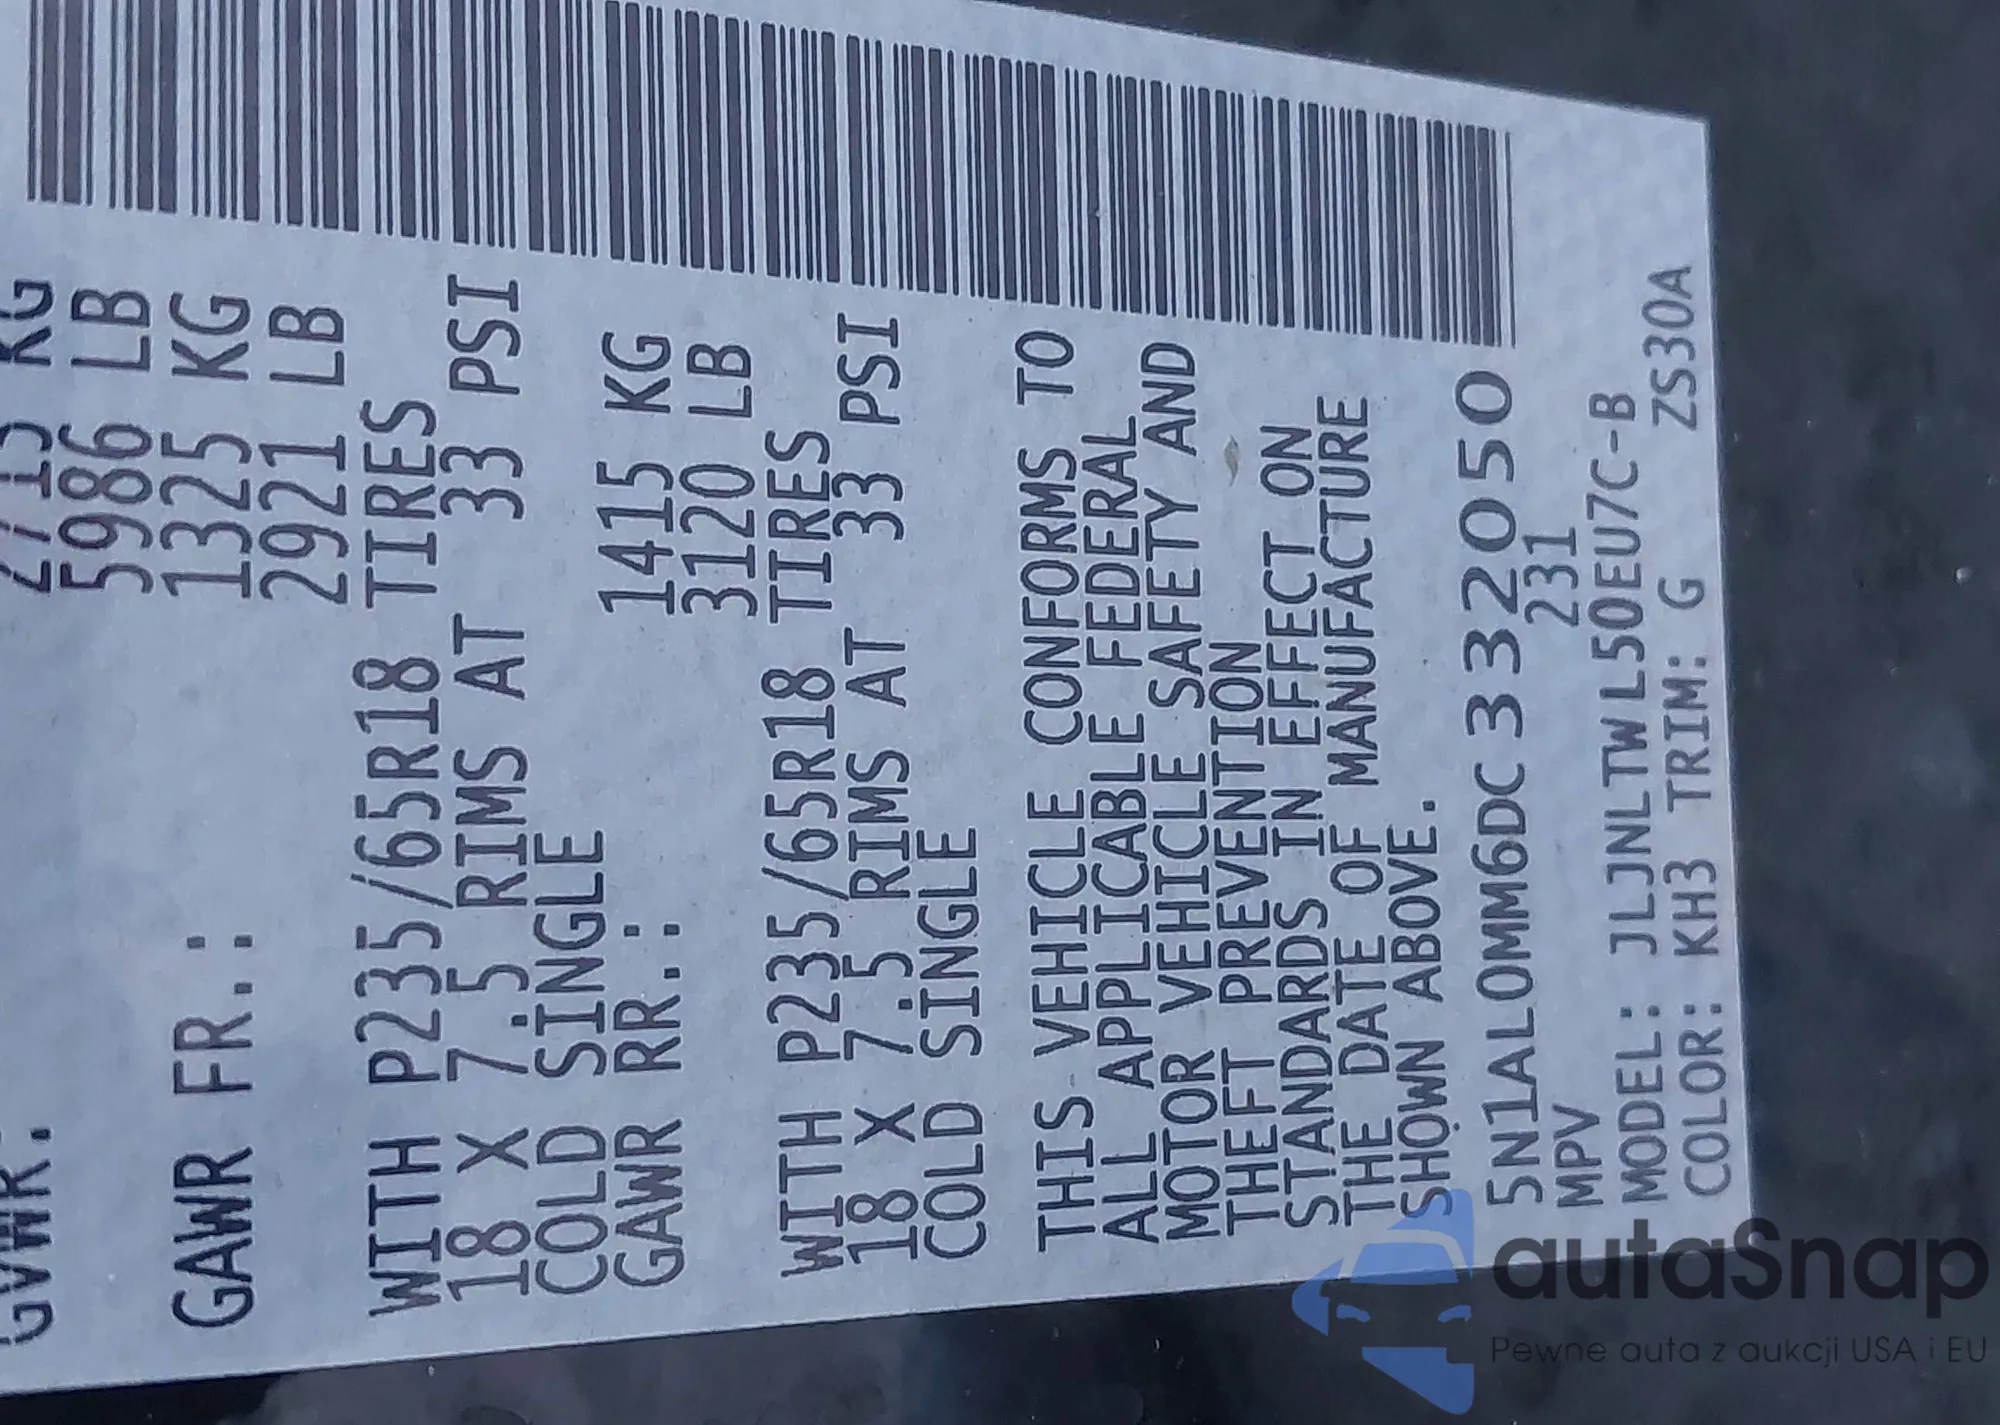 GVWR: 2715 KG
5986 LB
GAWR FR.: 1325 KG
2921 LB
WITH P235/65R18 TIRES
18 X 7.5 RIMS AT 33 PSI
COLD SINGLE
GAWR RR.: 1415 KG
3120 LB
WITH P235/65R18 TIRES
18 X 7.5 RIMS AT 33 PSI
COLD SINGLE
THIS VEHICLE CONFORMS TO
ALL APPLICABLE FEDERAL
MOTOR VEHICLE SAFETY AND
THEFT PREVENTION
STANDARDS IN EFFECT ON
THE DATE OF MANUFACTURE
SHOWN ABOVE.
5N1AL0MM6DC332050
MPV 231
MODEL: JLJNLTWL50EU7C-B
COLOR: KH3 TRIM: G ZS30A
autaSnap
Pewne auta z aukcji USA i EU